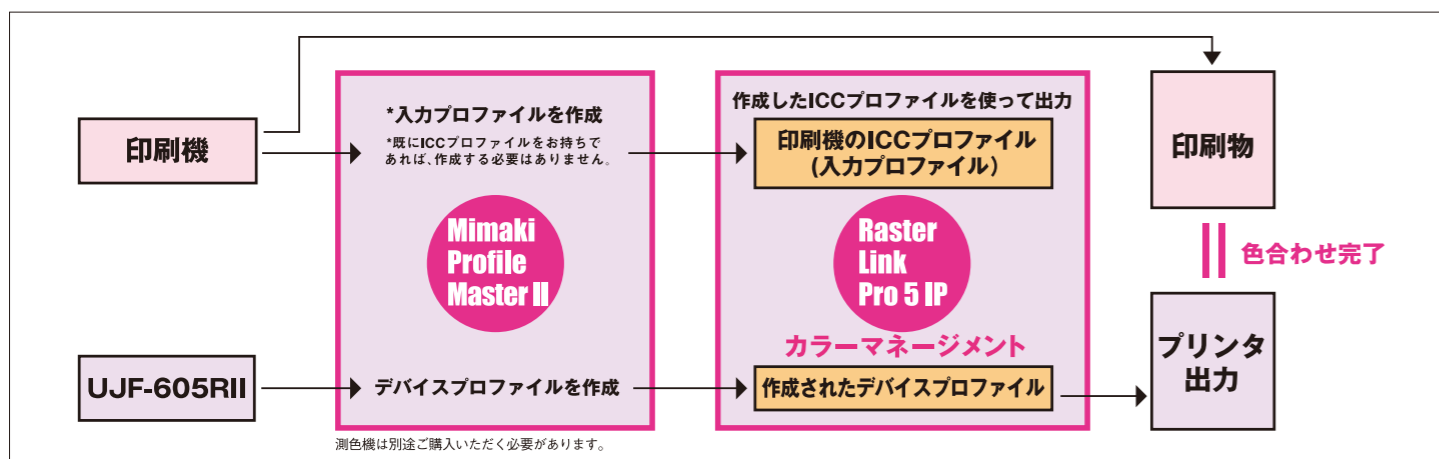 印刷機
*入力プロファイルを作成
*既にICCプロファイルをお持ちで
あれば、作成する必要はありません。
作成したICCプロファイルを使って出力
印刷機のICCプロファイル
(入力プロファイル）
印刷物
Mimaki
Profile
Master II
Raster
Link
Pro 5 IP
色合わせ完了
カラーマネージメント
UJF-605RII
デバイスプロファイルを作成
作成されたデバイスプロファイル
プリンタ
出力
測色機は別途ご購入いただく必要があります。